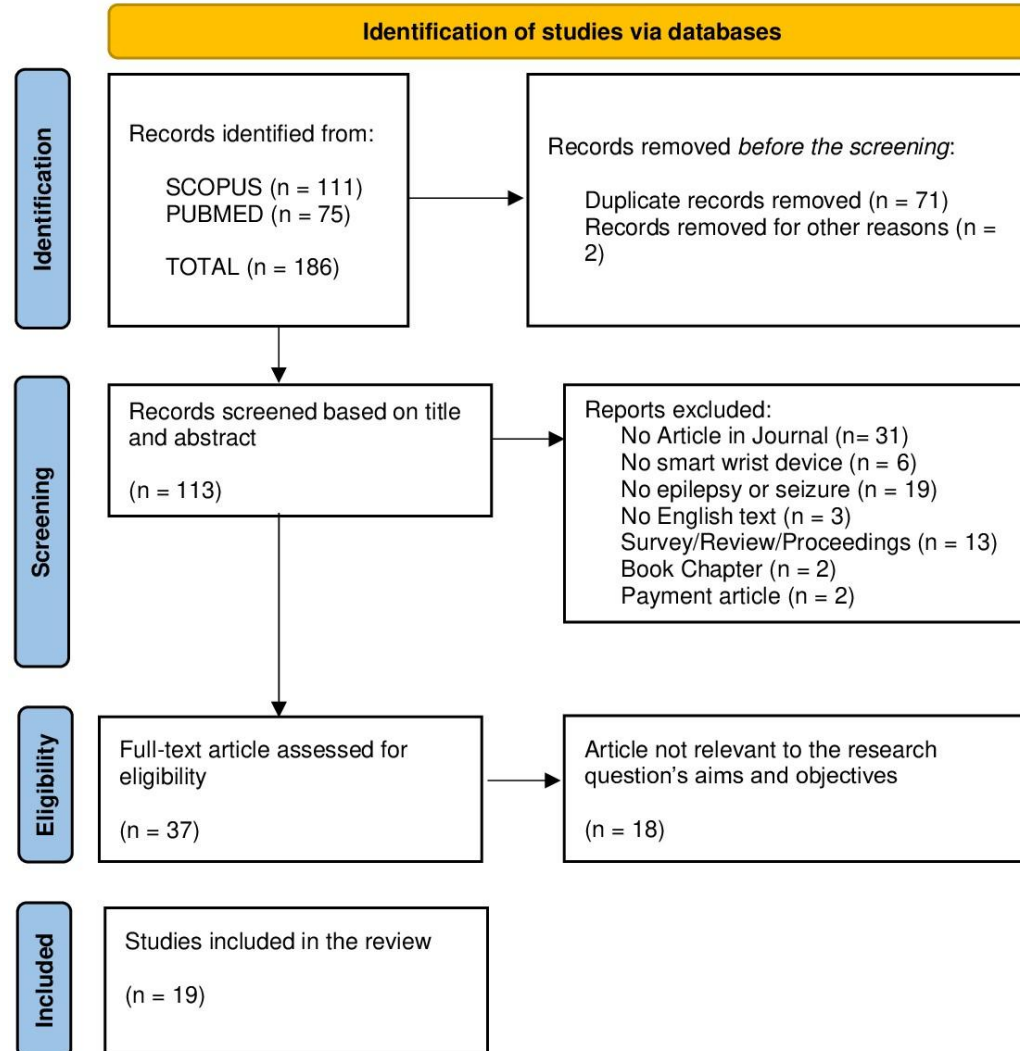 Identification of studies via databases
Identification
Records identified from:
SCOPUS (n = 111)
PUBMED (n = 75)
TOTAL (n = 186)
Records removed before the screening:
Duplicate records removed (n = 71)
Records removed for other reasons (n =
2)
Screening
Records screened based on title
and abstract
(n = 113)
Reports excluded:
No Article in Journal (n= 31)
No smart wrist device (n = 6)
No epilepsy or seizure (n = 19)
No English text (n = 3)
Survey/Review/Proceedings (n = 13)
Book Chapter (n = 2)
Payment article (n = 2)
Eligibility
Full-text article assessed for
eligibility
(n = 37)
Article not relevant to the research
question’s aims and objectives
(n = 18)
Included
Studies included in the review
(n = 19)